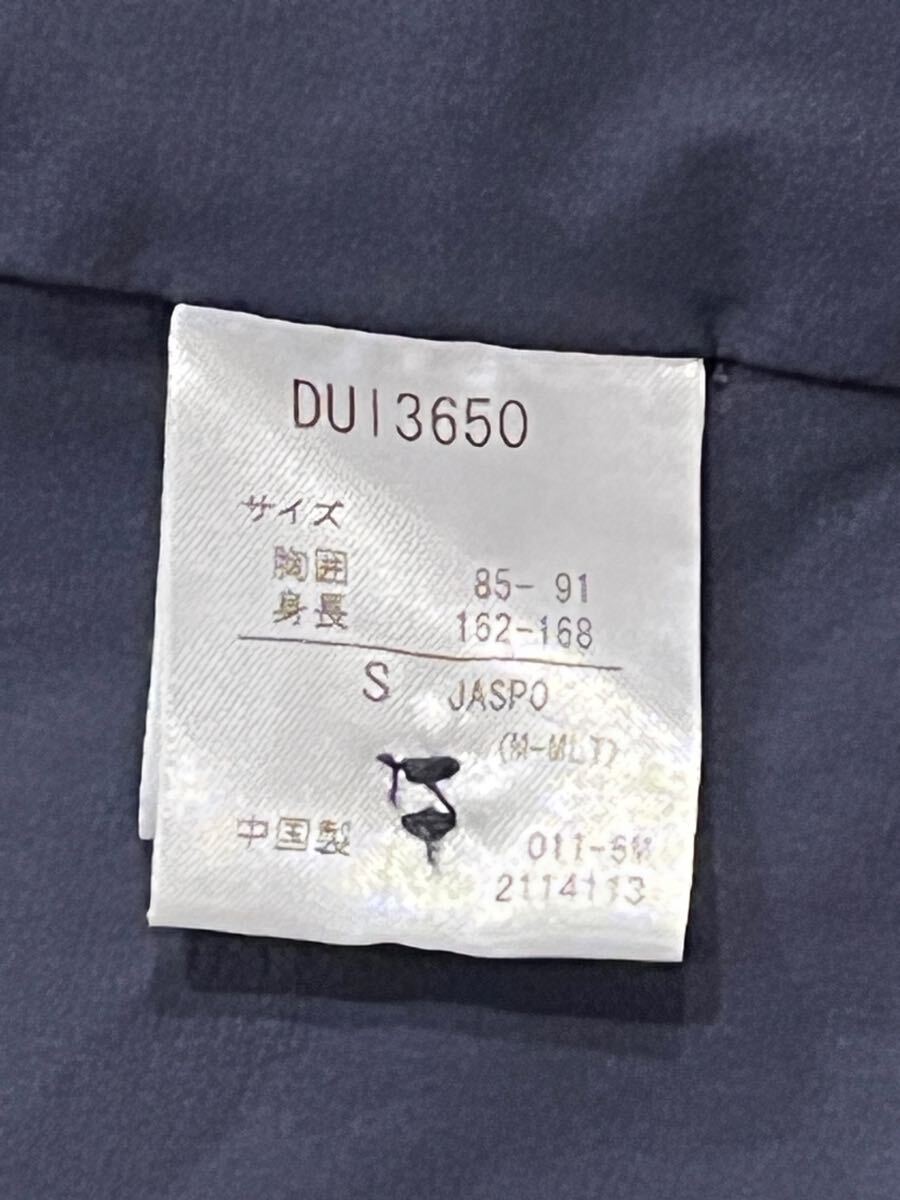 DUI3650
サイズ
胸囲 85- 91
身長 162-168
S JASPO
(M-MLT)
中国製 011-5M
2114113